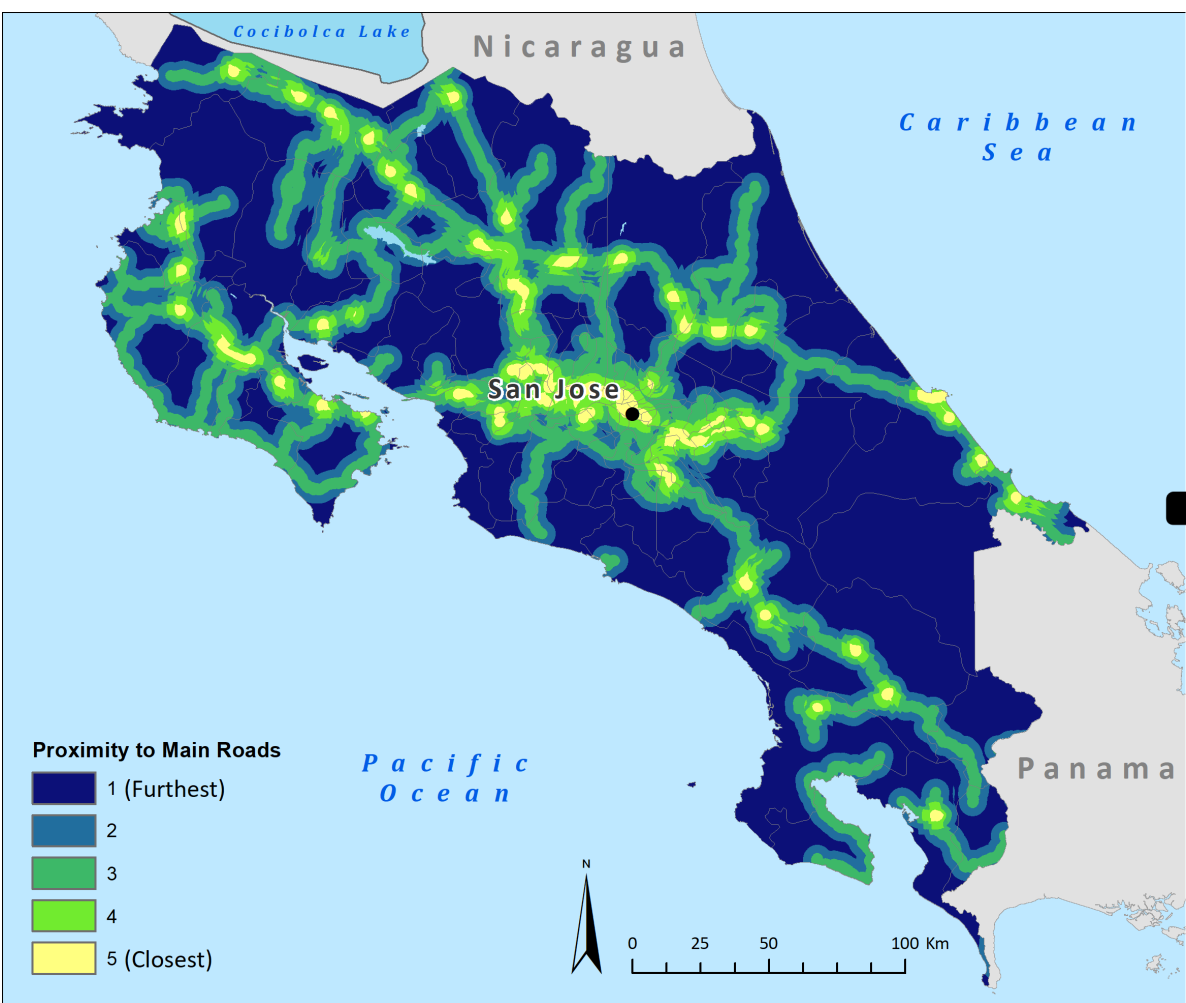 Cocibolca Lake
Nicaragua
Caribbean
Sea
San Jose
Pacific
Ocean
Panama
Proximity to Main Roads
1 (Furthest)
2
3
4
5 (Closest)
N
0 25 50 100 Km